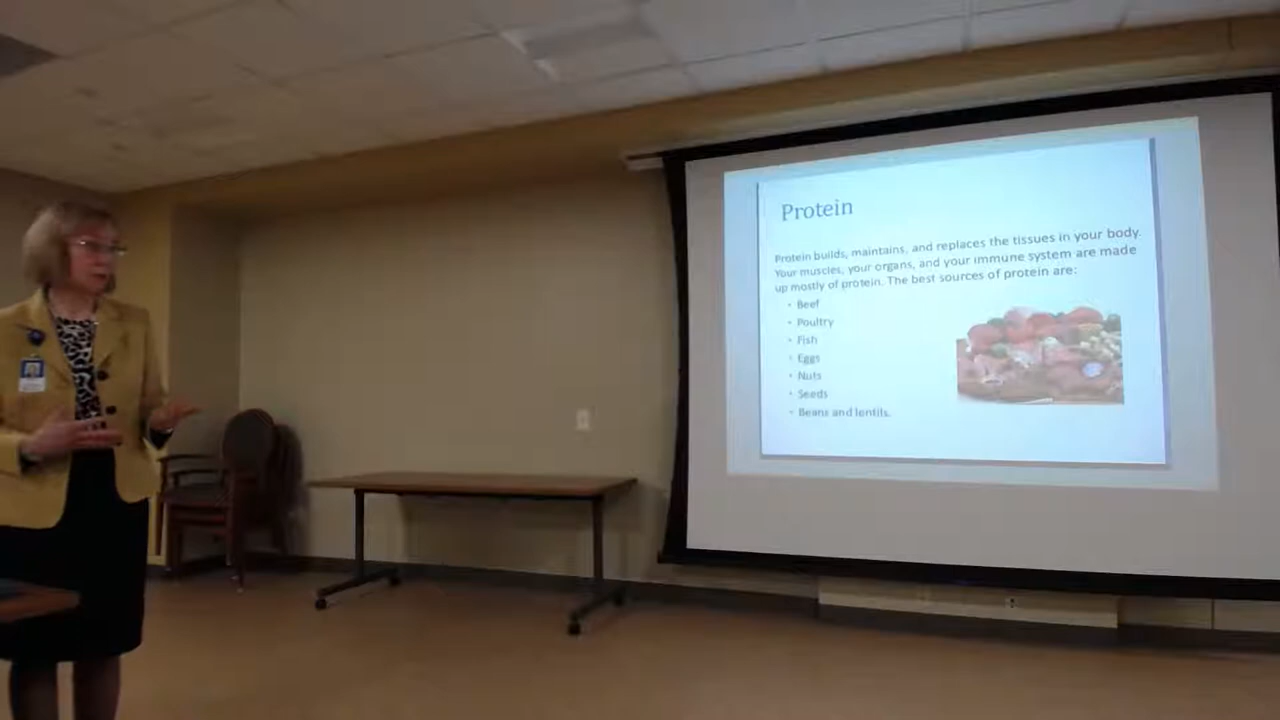 Protein
Protein builds, maintains, and replaces the tissues in your body.
Your muscles, your organs, and your immune system are made
up mostly of protein. The best sources of protein are:
• Beef
• Poultry
• Fish
• Eggs
• Nuts
• Seeds
• Beans and lentils.